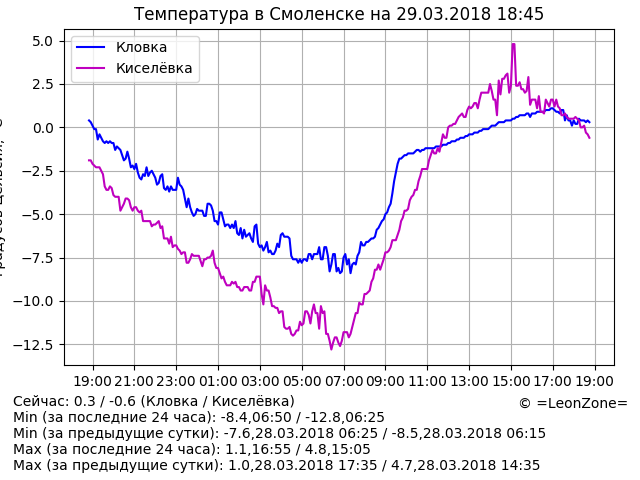 Температура в Смоленске на 29.03.2018 18:45
Кловка
Киселёвка
5.0
2.5
0.0
−2.5
−5.0
−7.5
−10.0
−12.5
19:00 21:00 23:00 01:00 03:00 05:00 07:00 09:00 11:00 13:00 15:00 17:00 19:00
© =LeonZone=
Сейчас: 0.3 / -0.6 (Кловка / Киселёвка)
Min (за последние 24 часа): -8.4,06:50 / -12.8,06:25
Min (за предыдущие сутки): -7.6,28.03.2018 06:25 / -8.5,28.03.2018 06:15
Max (за последние 24 часа): 1.1,16:55 / 4.8,15:05
Max (за предыдущие сутки): 1.0,28.03.2018 17:35 / 4.7,28.03.2018 14:35